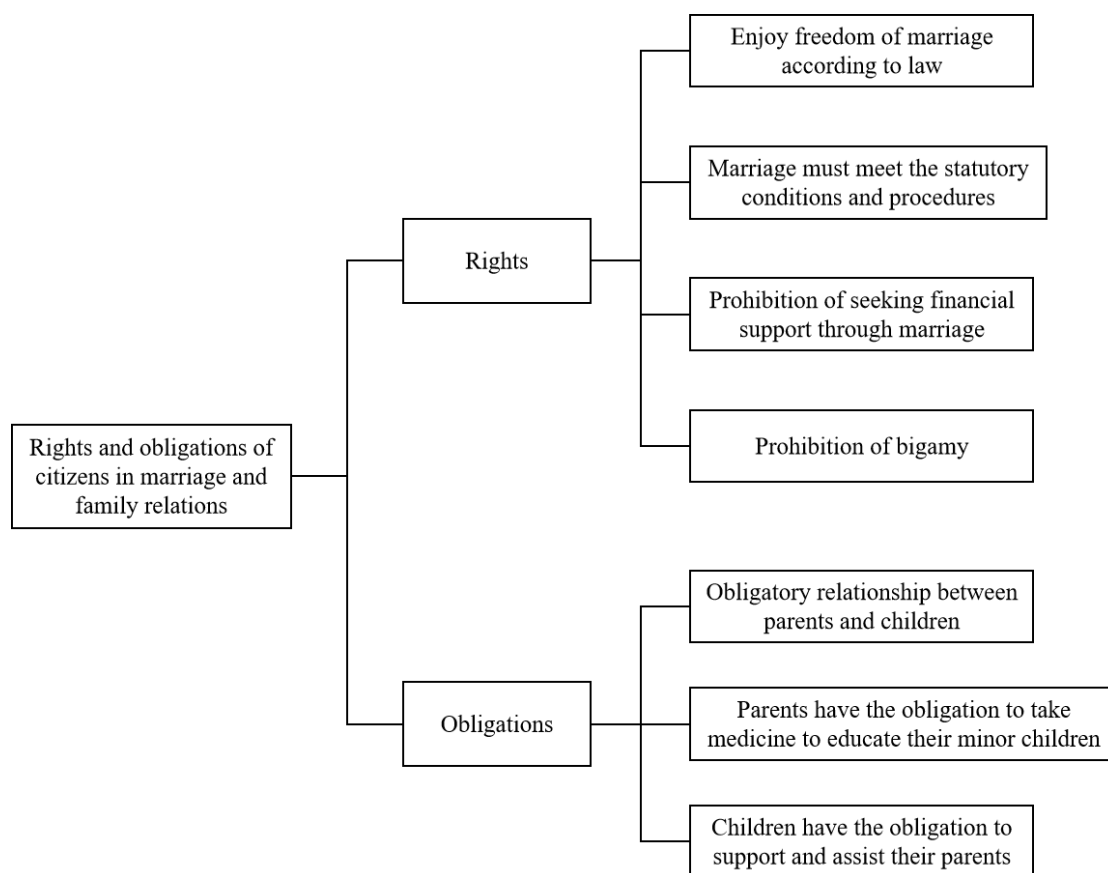 Rights and obligations of
citizens in marriage and
family relations
Rights
Enjoy freedom of marriage
according to law
Marriage must meet the statutory
conditions and procedures
Prohibition of seeking financial
support through marriage
Prohibition of bigamy
Obligations
Obligatory relationship between
parents and children
Parents have the obligation to take
medicine to educate their minor children
Children have the obligation to
support and assist their parents